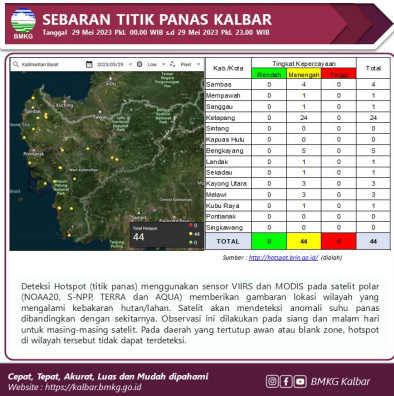 BMKG
SEBARAN TITIK PANAS KALBAR
Tanggal 29 Mei 2023 Pkl. 00.00 WIB s.d 29 Mei 2023 Pkl. 23.00 WIB
Kalimantan Barat 2023/05/29 Low Pixel
Sibu
Kuching
Sambas
Pontianak
Sampit
Total Hotspot
44
0
44
0
Kab./Kota Tingkat Kepercayaan Total
Rendah Menengah Tinggi
Sambas 0 4 0 4
Mempawah 0 1 0 1
Sanggau 0 1 0 1
Ketapang 0 24 0 24
Sintang 0 0 0 0
Kapuas Hulu 0 0 0 0
Bengkayang 0 5 0 5
Landak 0 1 0 1
Sekadau 0 1 0 1
Kayong Utara 0 3 0 3
Melawi 0 3 0 3
Kubu Raya 0 1 0 1
Pontianak 0 0 0 0
Singkawang 0 0 0 0
TOTAL 0 44 0 44
Sumber : http://hotspot.brin.go.id/ (diolah)
Deteksi Hotspot (titik panas) menggunakan sensor VIIRS dan MODIS pada satelit polar
(NOAA20, S-NPP, TERRA dan AQUA) memberikan gambaran lokasi wilayah yang
mengalami kebakaran hutan/lahan. Satelit akan mendeteksi anomali suhu panas
dibandingkan dengan sekitarnya. Observasi ini dilakukan pada siang dan malam hari
untuk masing-masing satelit. Pada daerah yang tertutup awan atau blank zone, hotspot
di wilayah tersebut tidak dapat terdeteksi.
Cepat, Tepat, Akurat, Luas dan Mudah dipahami
Website : https://kalbar.bmkg.go.id
BMKG Kalbar